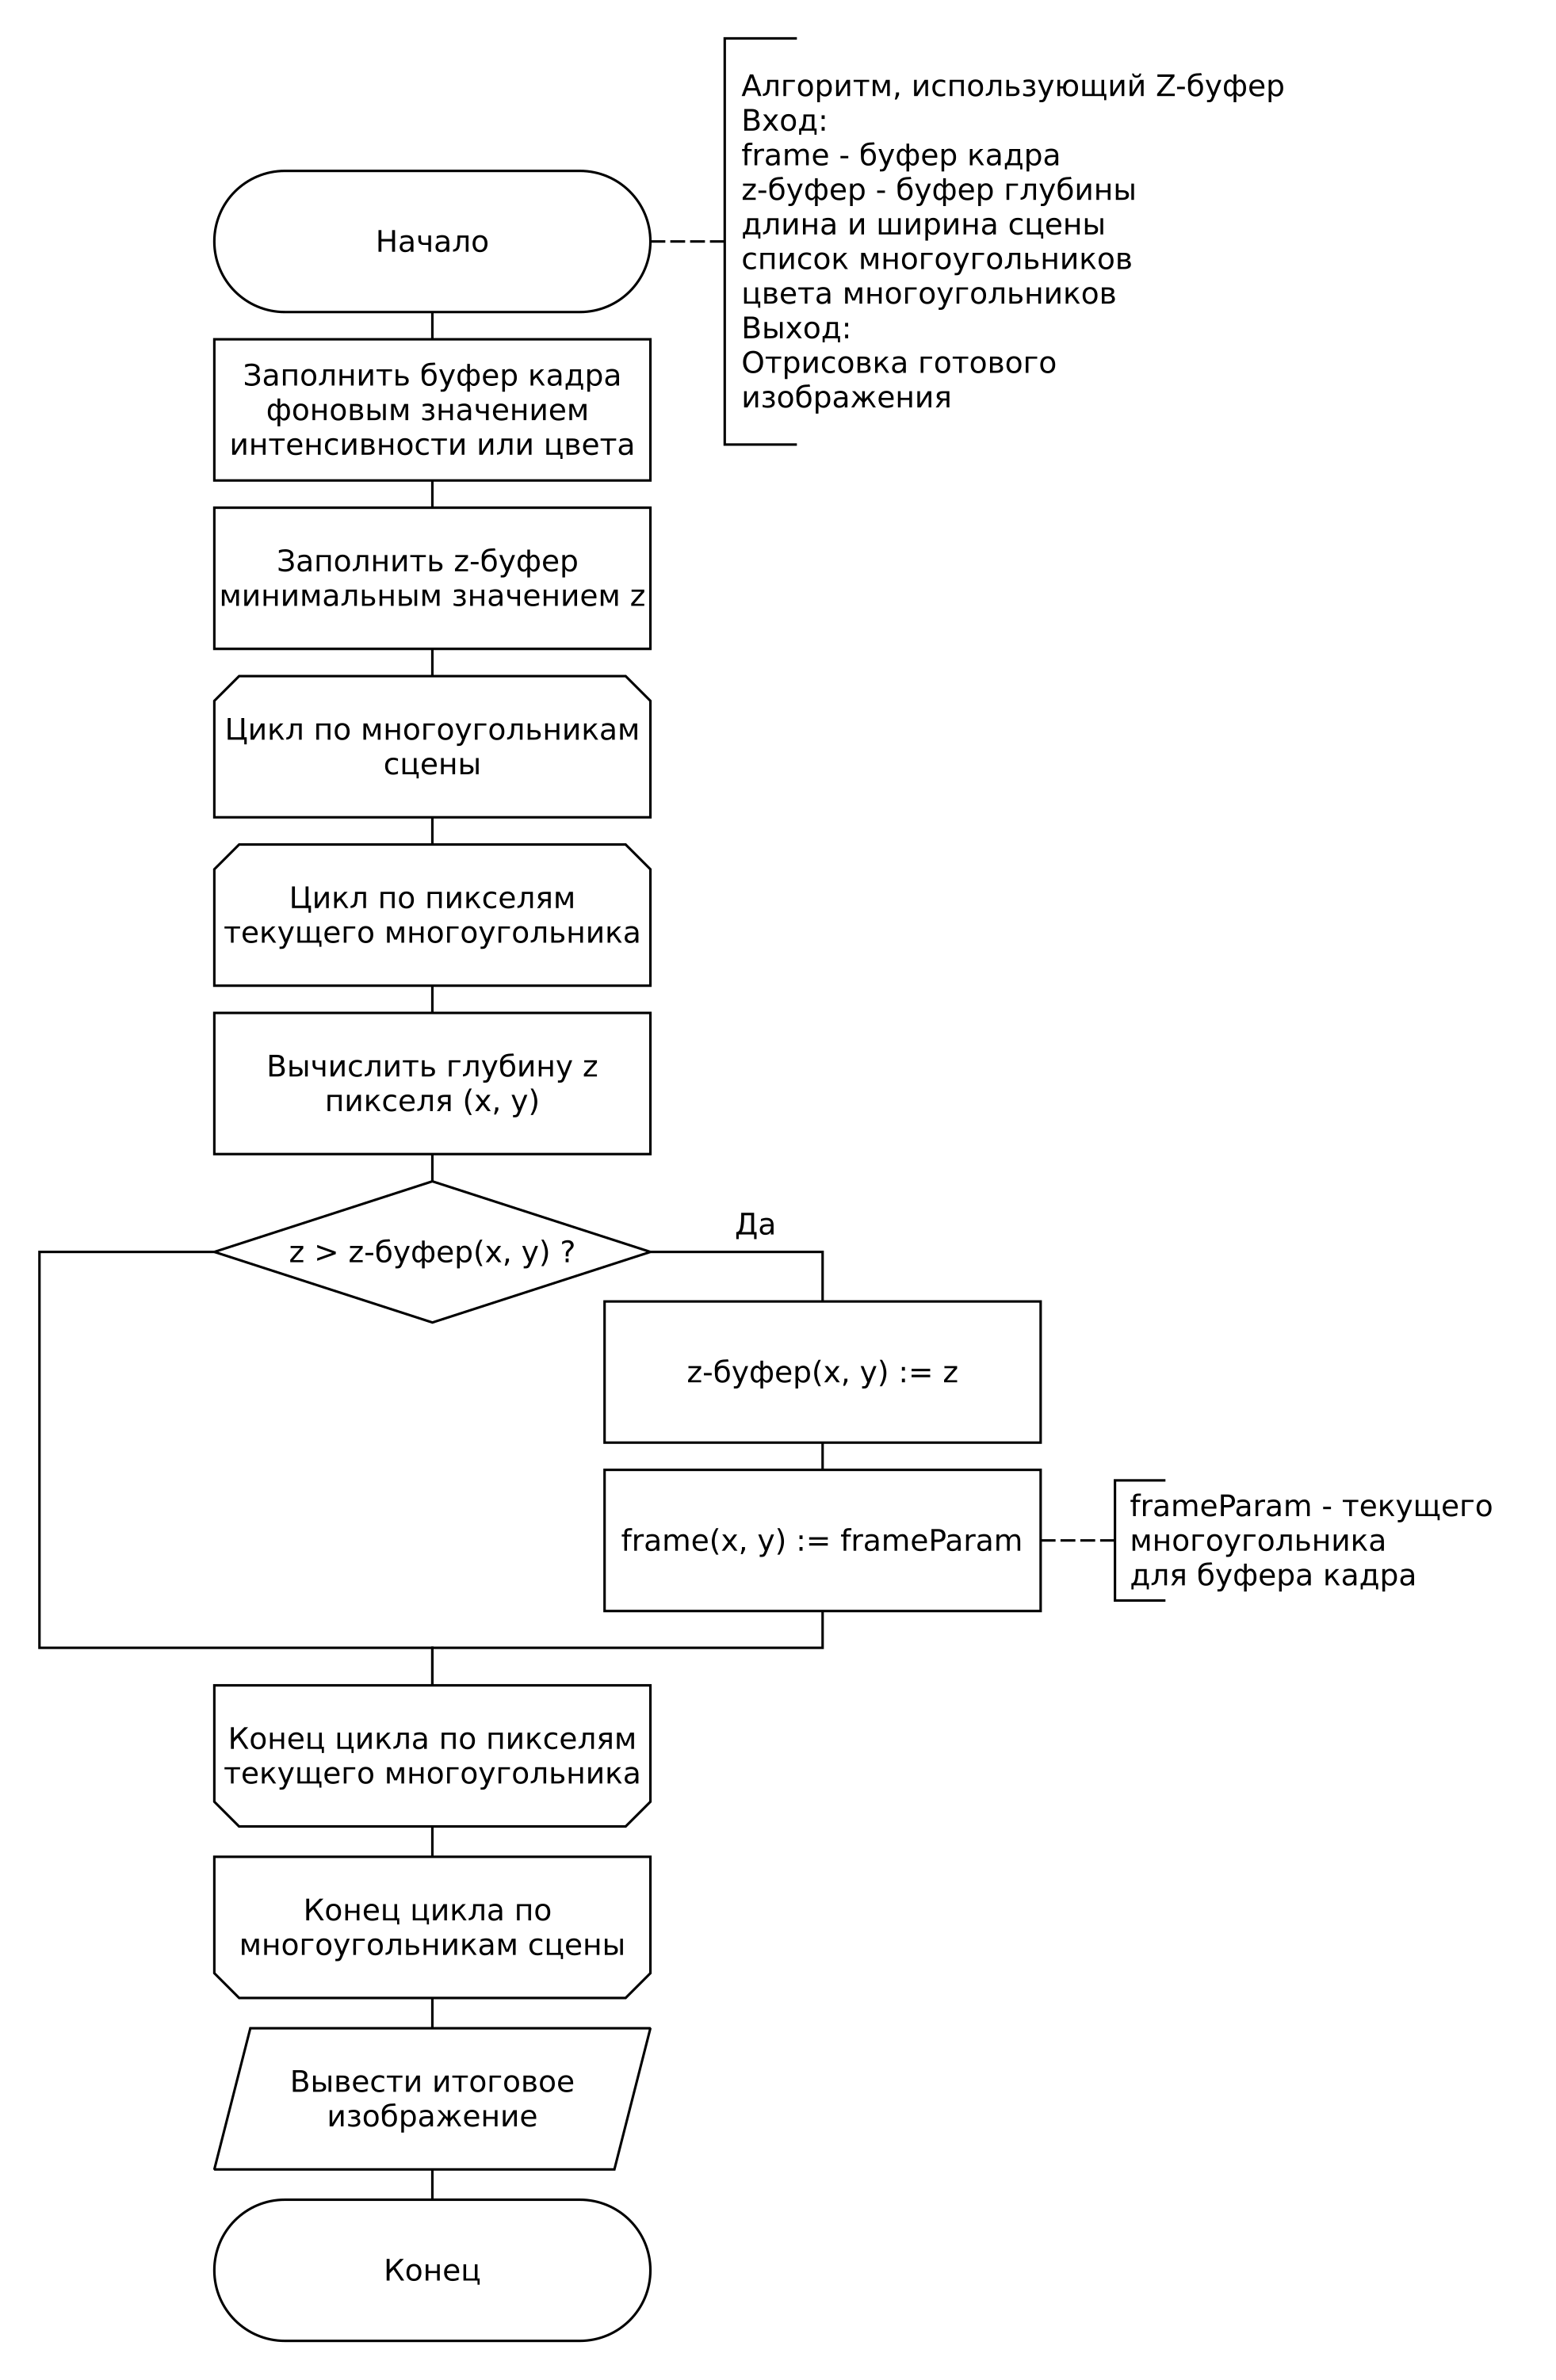 Алгоритм, использующий Z-буфер
Вход:
frame - буфер кадра
z-буфер - буфер глубины
длина и ширина сцены
список многоугольников
цвета многоугольников
Выход:
Отрисовка готового
изображения
Начало
Заполнить буфер кадра
фоновым значением
интенсивности или цвета
Заполнить z-буфер
минимальным значением z
Цикл по многоугольникам
сцены
Цикл по пикселям
текущего многоугольника
Вычислить глубину z
пикселя (x, y)
z > z-буфер(x, y) ?
Да
z-буфер(x, y) := z
frame(x, y) := frameParam
frameParam - текущего
многоугольника
для буфера кадра
Конец цикла по пикселям
текущего многоугольника
Конец цикла по
многоугольникам сцены
Вывести итоговое
изображение
Конец